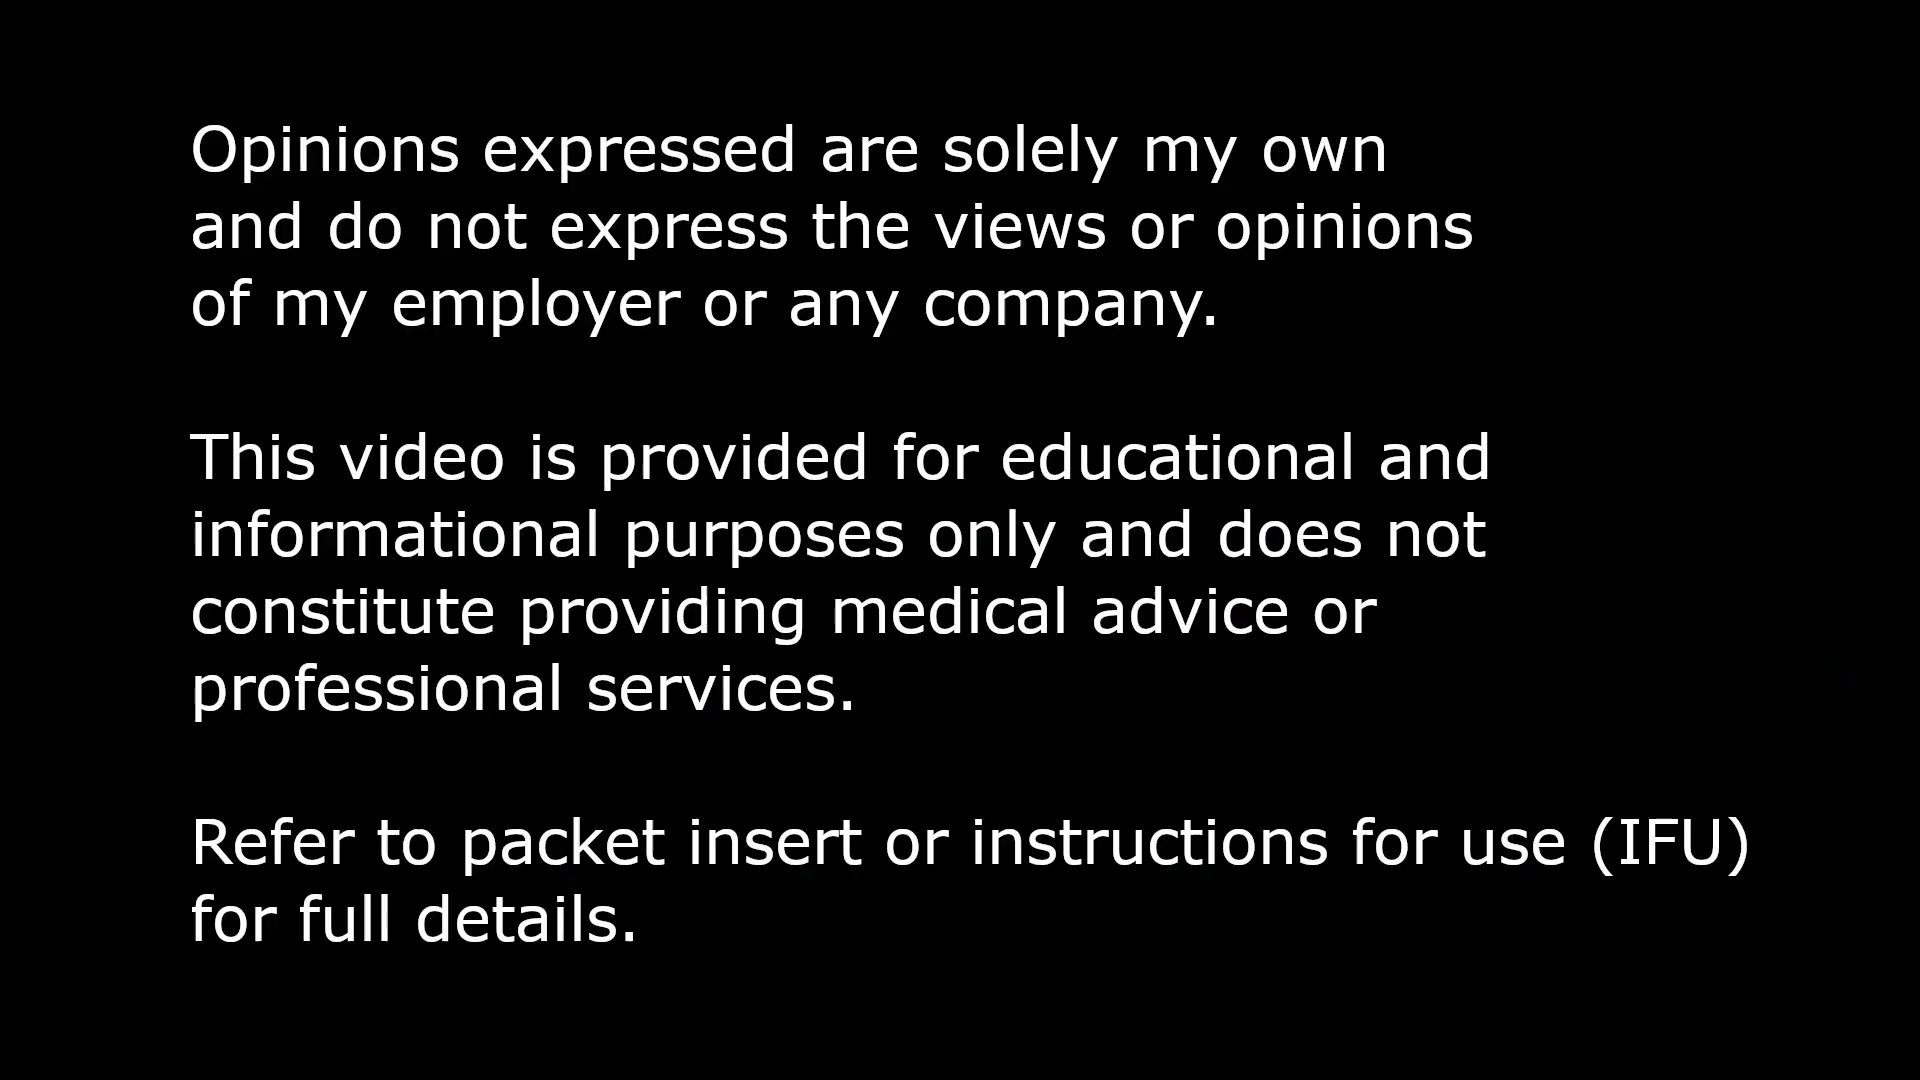 Opinions expressed are solely my own
and do not express the views or opinions
of my employer or any company.
This video is provided for educational and
informational purposes only and does not
constitute providing medical advice or
professional services.
Refer to packet insert or instructions for use (IFU)
for full details.